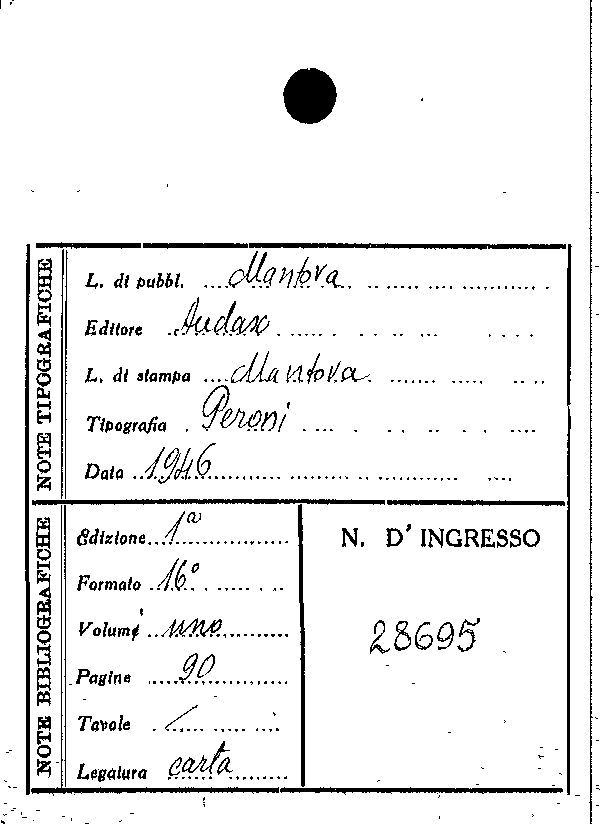 NOTE TIPOGRAFICHE
L. di pubbl. Mantova
Editore Audax
L. di stampa Mantova
Tipografia Peroni
Data 1946
NOTE BIBLIOGRAFICHE
Edizione 1ª
Formato 16°
Volume uno
Pagine 90
Tavole /
Legatura carta
N. D' INGRESSO
28695